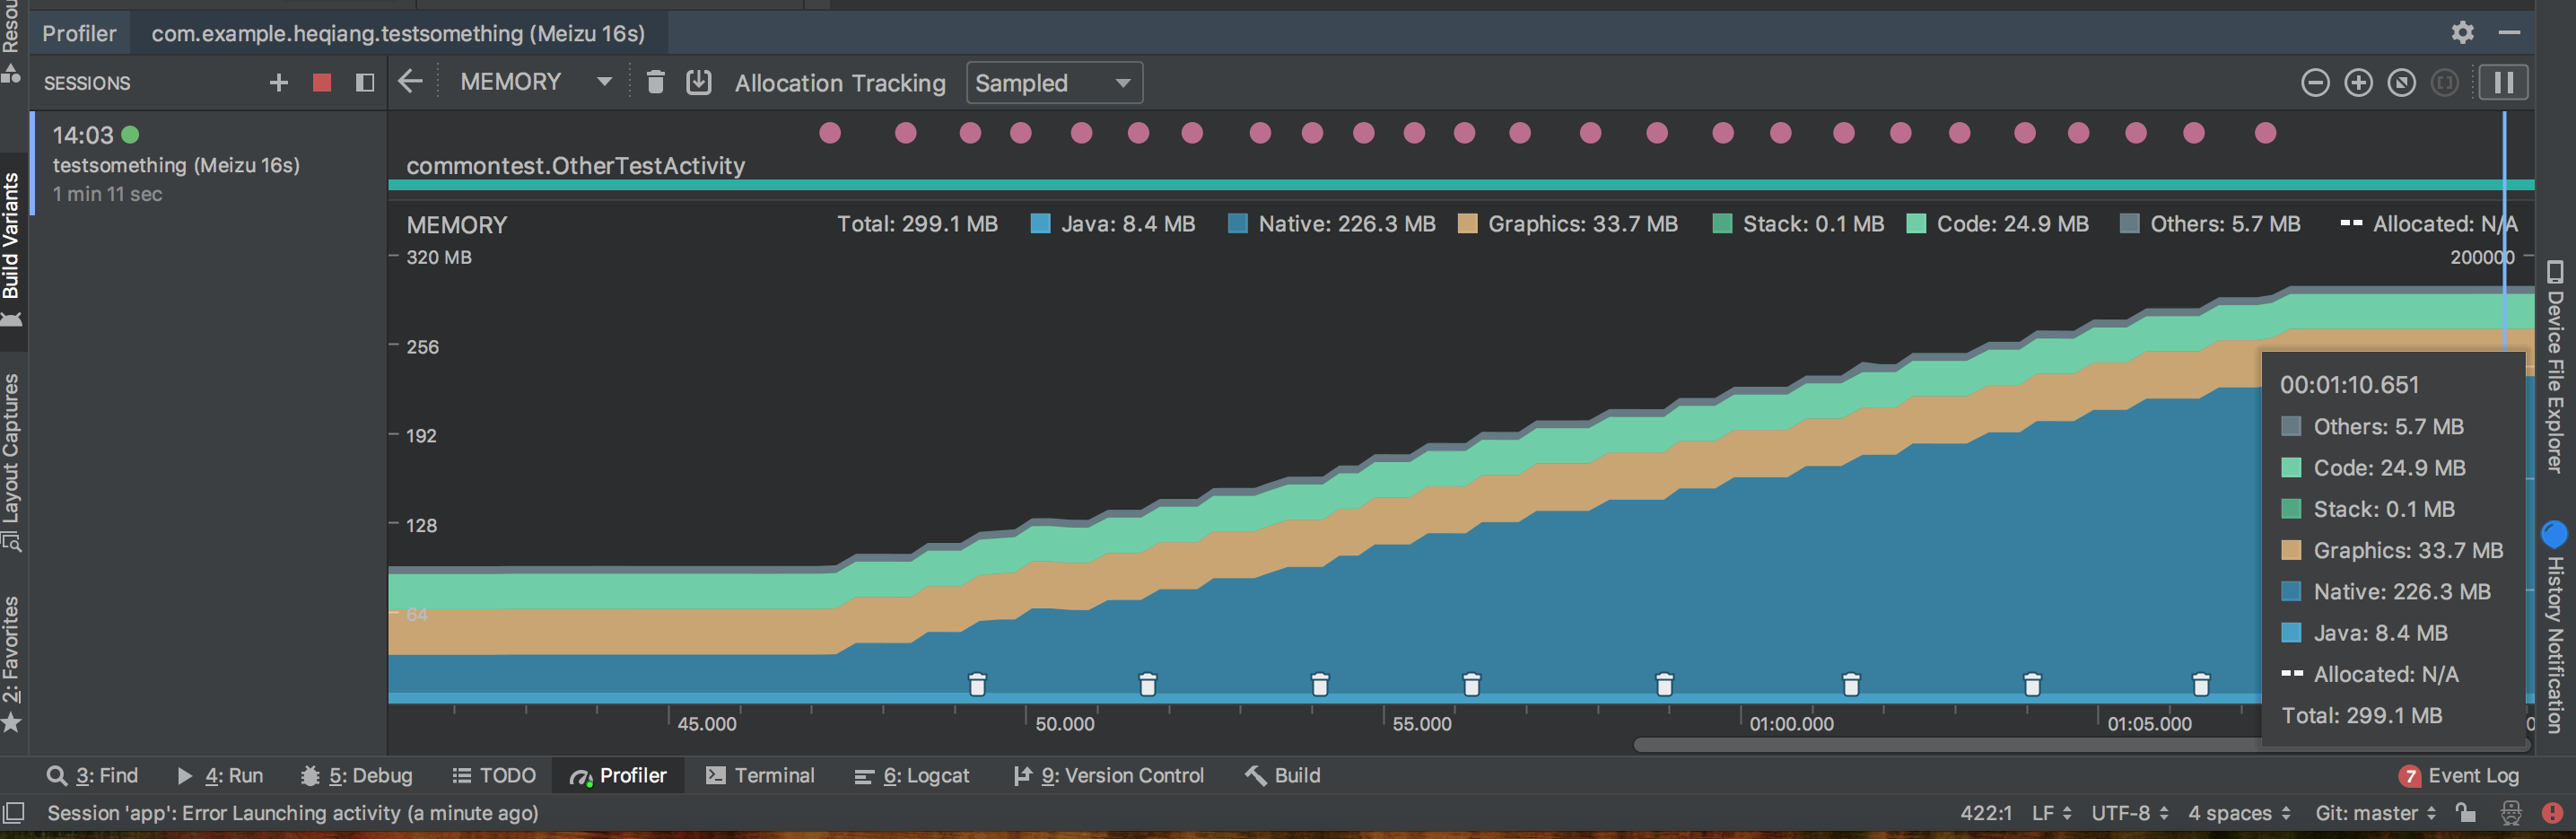 Resou
Profiler
com.example.heqiang.testsomething (Meizu 16s)
SESSIONS
MEMORY
Allocation Tracking
Sampled
14:03
testsomething (Meizu 16s)
1 min 11 sec
commontest.OtherTestActivity
MEMORY
Total: 299.1 MB
Java: 8.4 MB
Native: 226.3 MB
Graphics: 33.7 MB
Stack: 0.1 MB
Code: 24.9 MB
Others: 5.7 MB
Allocated: N/A
320 MB
200000
256
192
128
64
00:01:10.651
Others: 5.7 MB
Code: 24.9 MB
Stack: 0.1 MB
Graphics: 33.7 MB
Native: 226.3 MB
Java: 8.4 MB
Allocated: N/A
Total: 299.1 MB
45.000
50.000
55.000
01:00.000
01:05.000
Build Variants
Layout Captures
2: Favorites
Device File Explorer
History Notification
3: Find
4: Run
5: Debug
TODO
Profiler
Terminal
6: Logcat
9: Version Control
Build
7
Event Log
Session 'app': Error Launching activity (a minute ago)
422:1
LF
UTF-8
4 spaces
Git: master